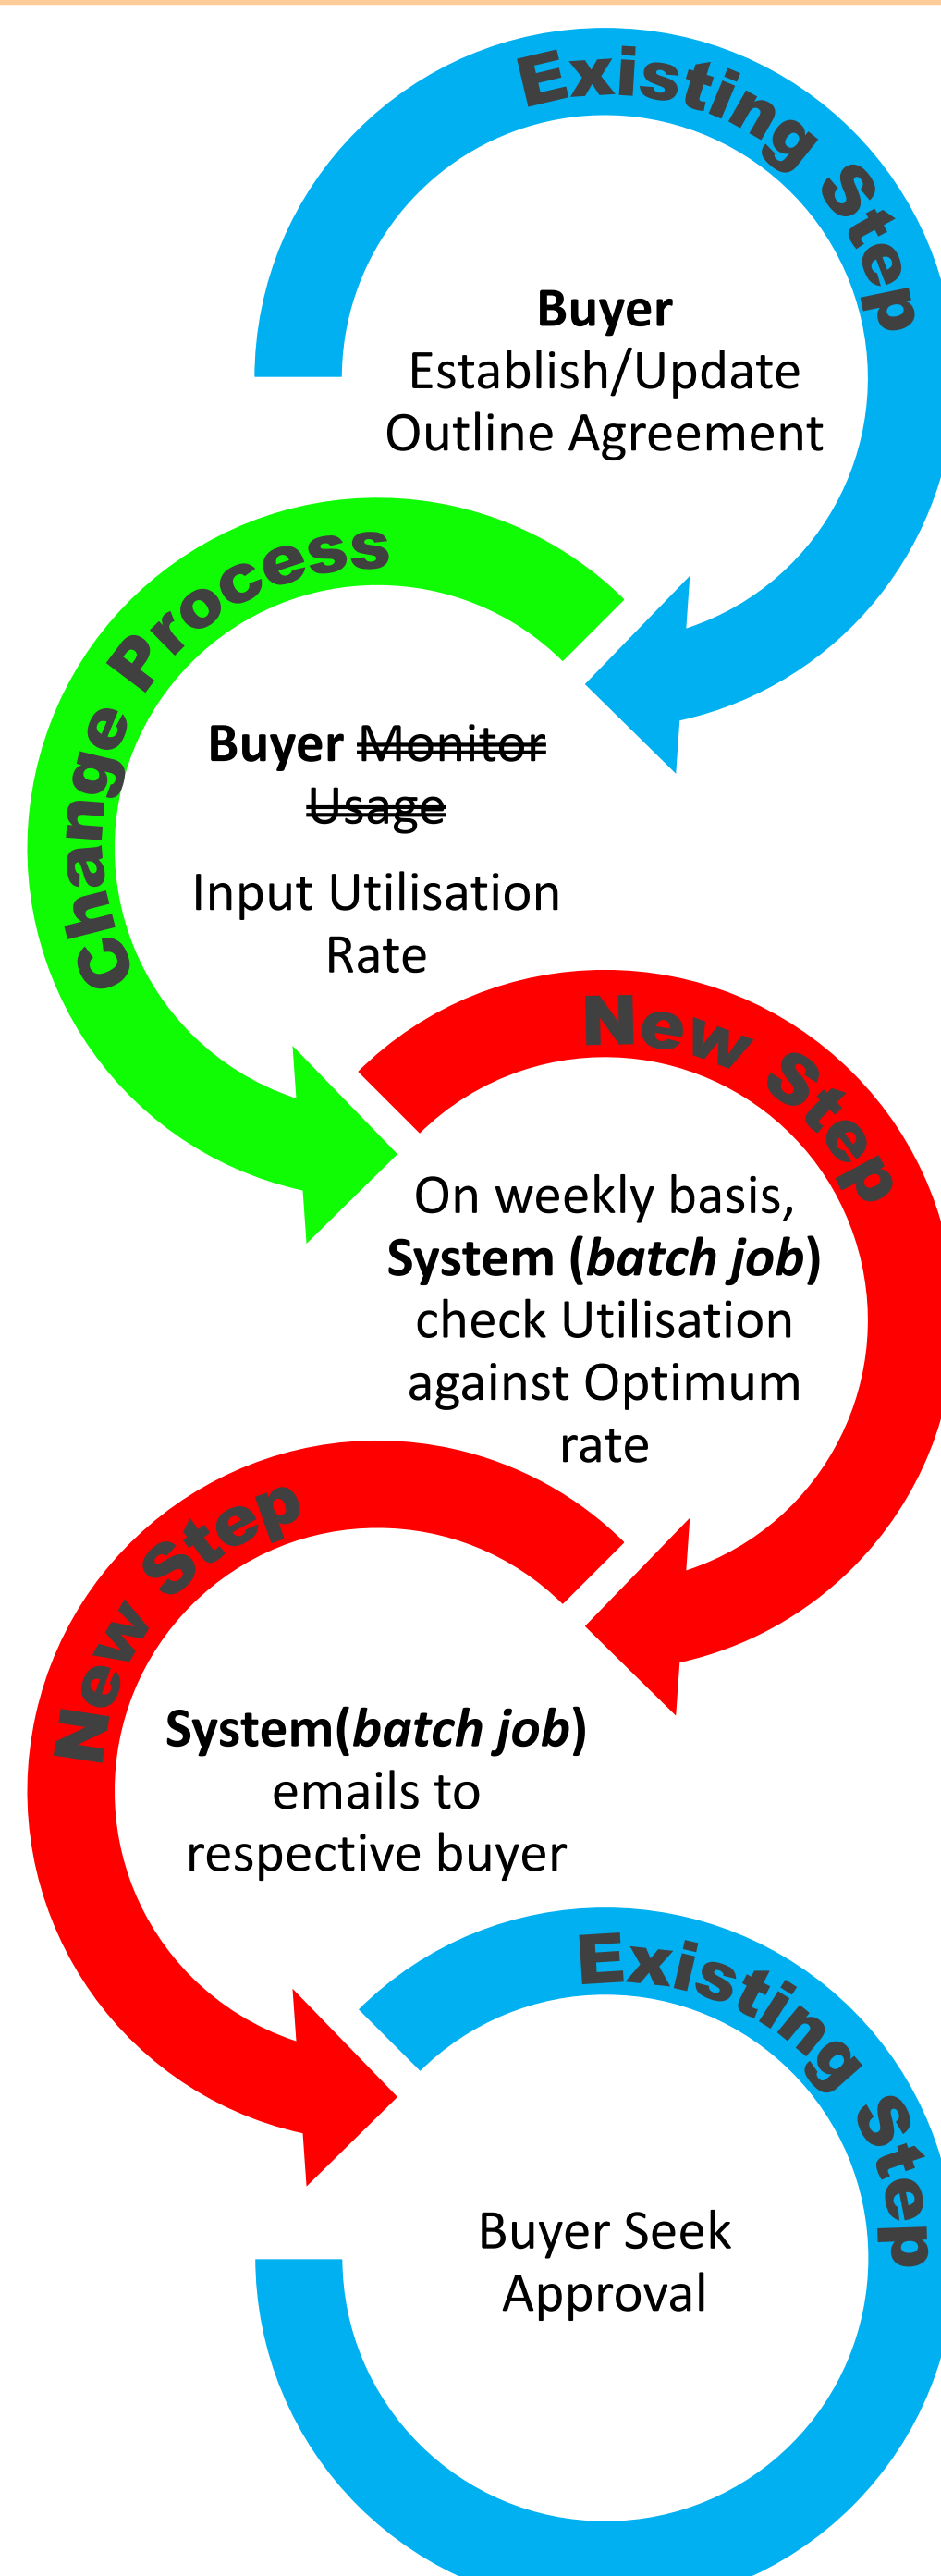 Existing Step
Buyer
Establish/Update
Outline Agreement
Change Process
Buyer Monitor
Usage
Input Utilisation
Rate
New Step
On weekly basis,
System (batch job)
check Utilisation
against Optimum
rate
New Step
System(batch job)
emails to
respective buyer
Existing Step
Buyer Seek
Approval